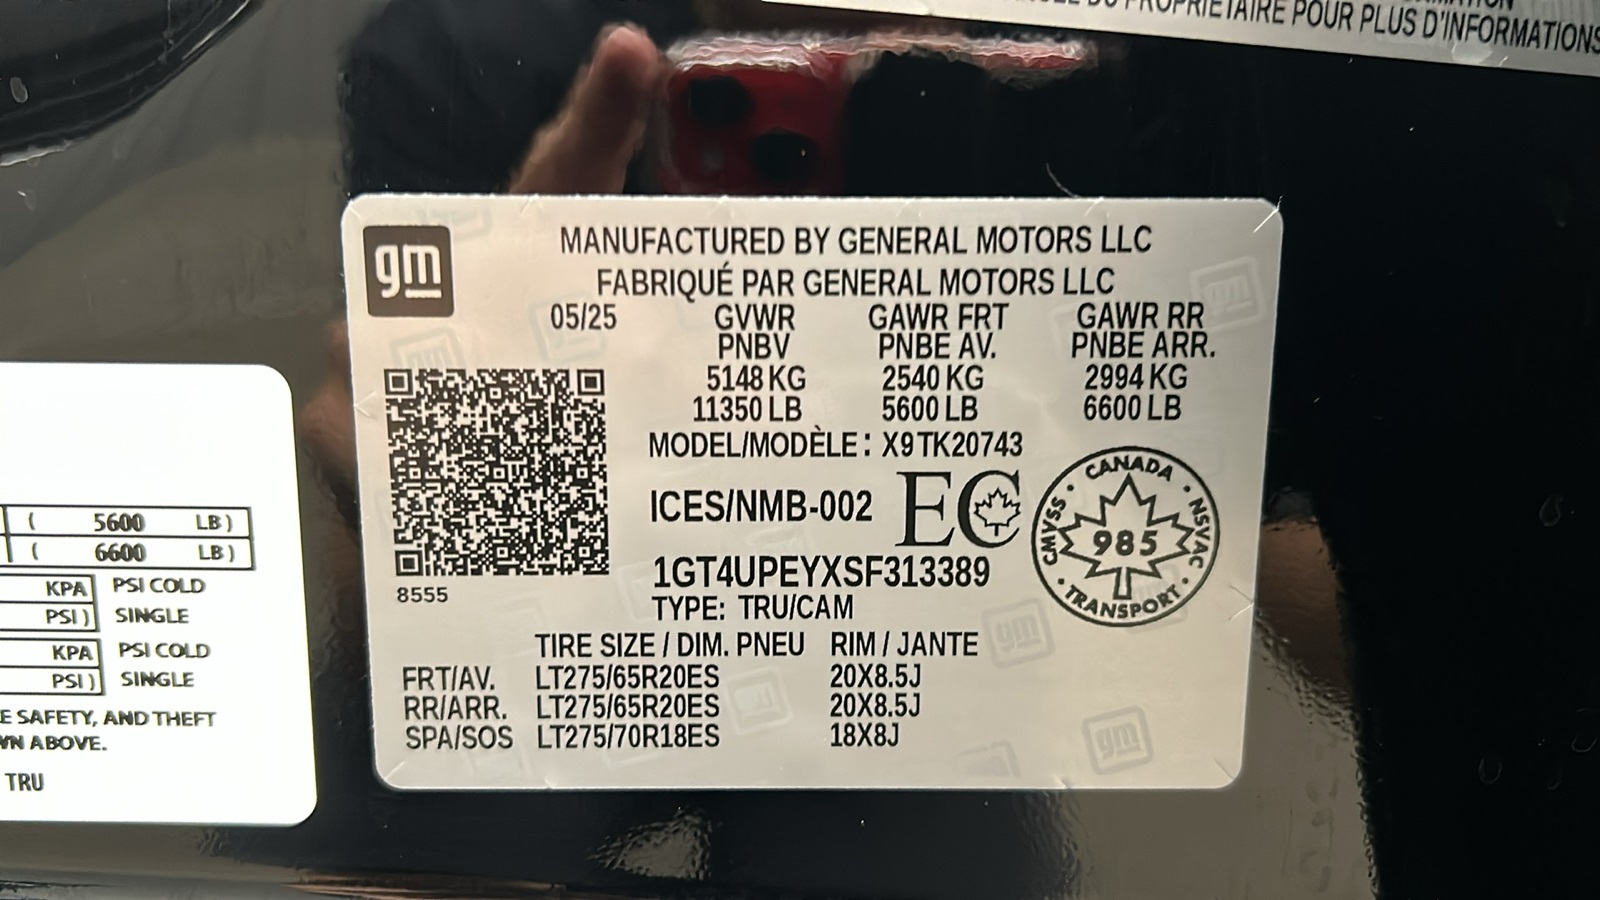 DU PROPRIÉTAIRE POUR PLUS D'INFORMATIONS
gm
MANUFACTURED BY GENERAL MOTORS LLC
FABRIQUÉ PAR GENERAL MOTORS LLC
05/25 GVWR GAWR FRT GAWR RR
PNBV PNBE AV. PNBE ARR.
5148 KG 2540 KG 2994 KG
11350 LB 5600 LB 6600 LB
MODEL/MODÈLE: X9TK20743
ICES/NMB-002 EC
CANADA
CMVSS · NSVAC
985
TRANSPORT
1GT4UPEYXSF313389
8555
TYPE: TRU/CAM
TIRE SIZE / DIM. PNEU RIM / JANTE
FRT/AV. LT275/65R20ES 20X8.5J
RR/ARR. LT275/65R20ES 20X8.5J
SPA/SOS LT275/70R18ES 18X8J
( 5600 LB )
( 6600 LB )
KPA PSI COLD
PSI ) SINGLE
KPA PSI COLD
PSI ) SINGLE
SAFETY, AND THEFT
ABOVE.
TRU